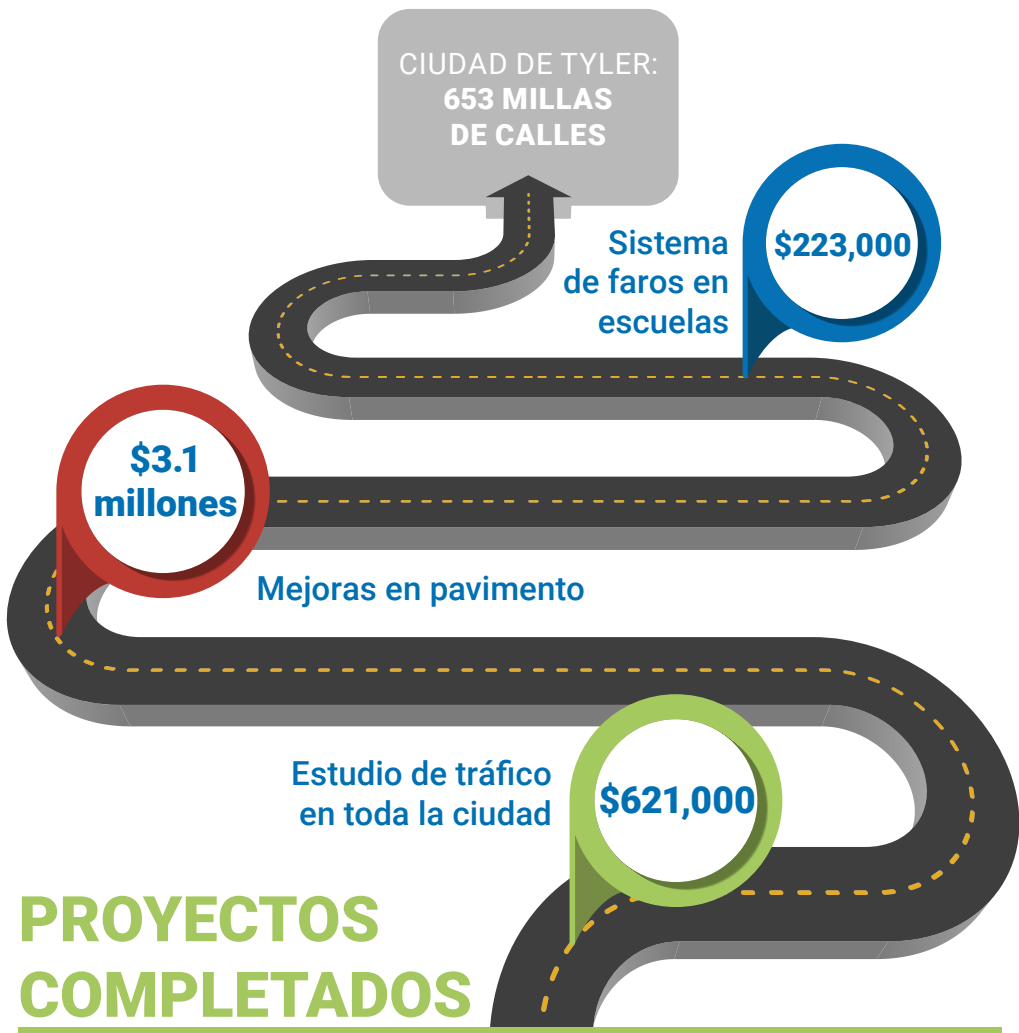 CIUDAD DE TYLER:
653 MILLAS
DE CALLES
Sistema
de faros en
escuelas
$223,000
$3.1
millones
Mejoras en pavimento
Estudio de tráfico
en toda la ciudad
$621,000
PROYECTOS
COMPLETADOS